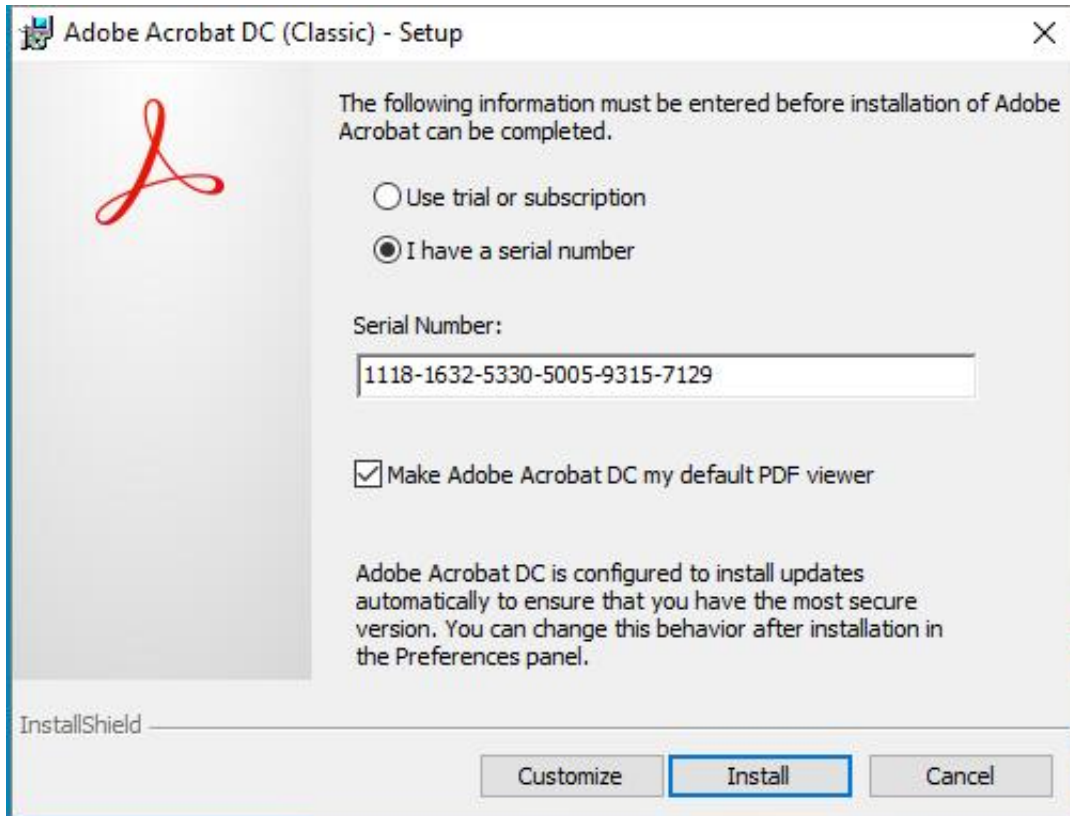 Adobe Acrobat DC (Classic) - Setup
The following information must be entered before installation of Adobe
Acrobat can be completed.
Use trial or subscription
I have a serial number
Serial Number:
1118-1632-5330-5005-9315-7129
Make Adobe Acrobat DC my default PDF viewer
Adobe Acrobat DC is configured to install updates
automatically to ensure that you have the most secure
version. You can change this behavior after installation in
the Preferences panel.
InstallShield
Customize Install Cancel